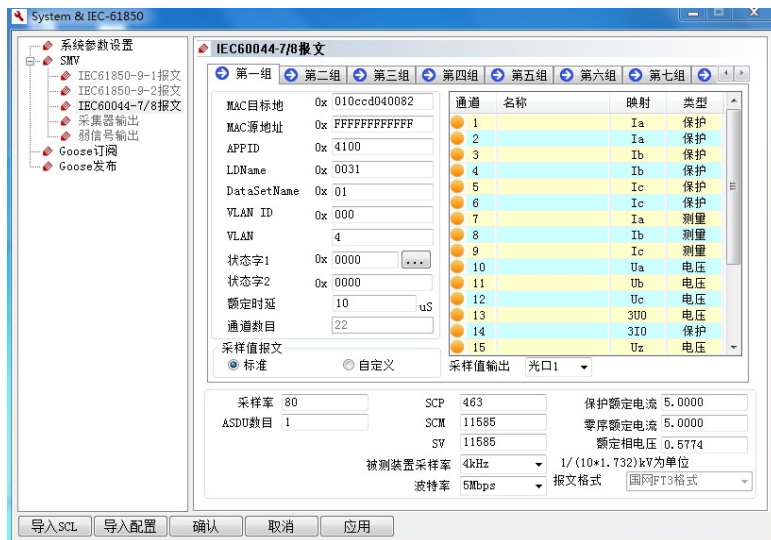 System & IEC-61850
系统参数设置
SMV
IEC61850-9-1报文
IEC61850-9-2报文
IEC60044-7/8报文
采集器输出
弱信号输出
Goose订阅
Goose发布
IEC60044-7/8报文
第一组 第二组 第三组 第四组 第五组 第六组 第七组
MAC目标地 0x 010ccd040082
MAC源地址 0x FFFFFFFFFFFF
APPID 0x 4100
LDName 0x 0031
DataSetName 0x 01
VLAN ID 0x 000
VLAN 4
状态字1 0x 0000 ...
状态字2 0x 0000
额定时延 10 uS
通道数目 22
采样值报文
标准 自定义
通道 名称 映射 类型
1 Ia 保护
2 Ia 保护
3 Ib 保护
4 Ib 保护
5 Ic 保护
6 Ic 保护
7 Ia 测量
8 Ib 测量
9 Ic 测量
10 Ua 电压
11 Ub 电压
12 Uc 电压
13 3U0 电压
14 3I0 保护
15 Uz 电压
采样值输出 光口1
采样率 80 SCP 463 保护额定电流 5.0000
ASDU数目 1 SCM 11585 零序额定电流 5.0000
SV 11585 额定相电压 0.5774
被测装置采样率 4kHz 1/(10*1.732)kV为单位
波特率 5Mbps 报文格式 国网FT3格式
导入SCL 导入配置 确认 取消 应用